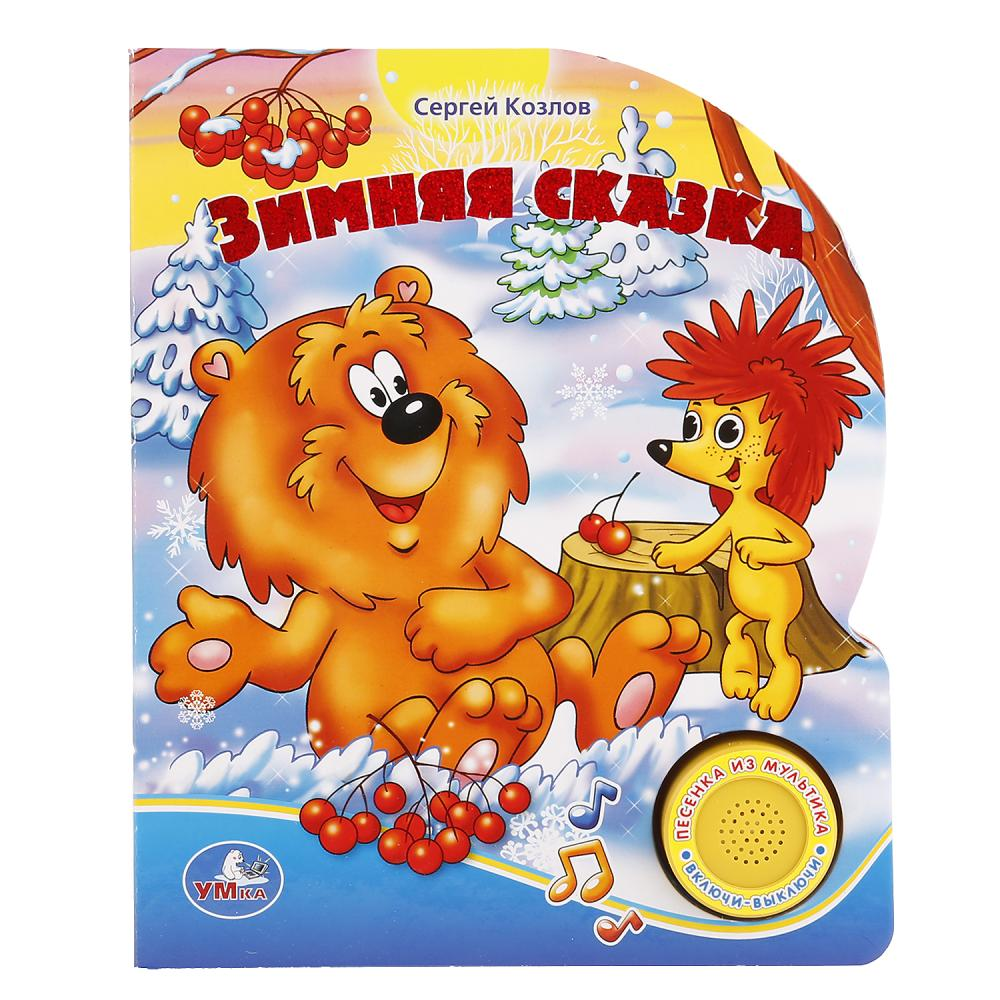 Сергей Козлов
Зимняя сказка
ПЕСЕНКА ИЗ МУЛЬТИКА
• ВКЛЮЧИ-ВЫКЛЮЧИ •
УМка